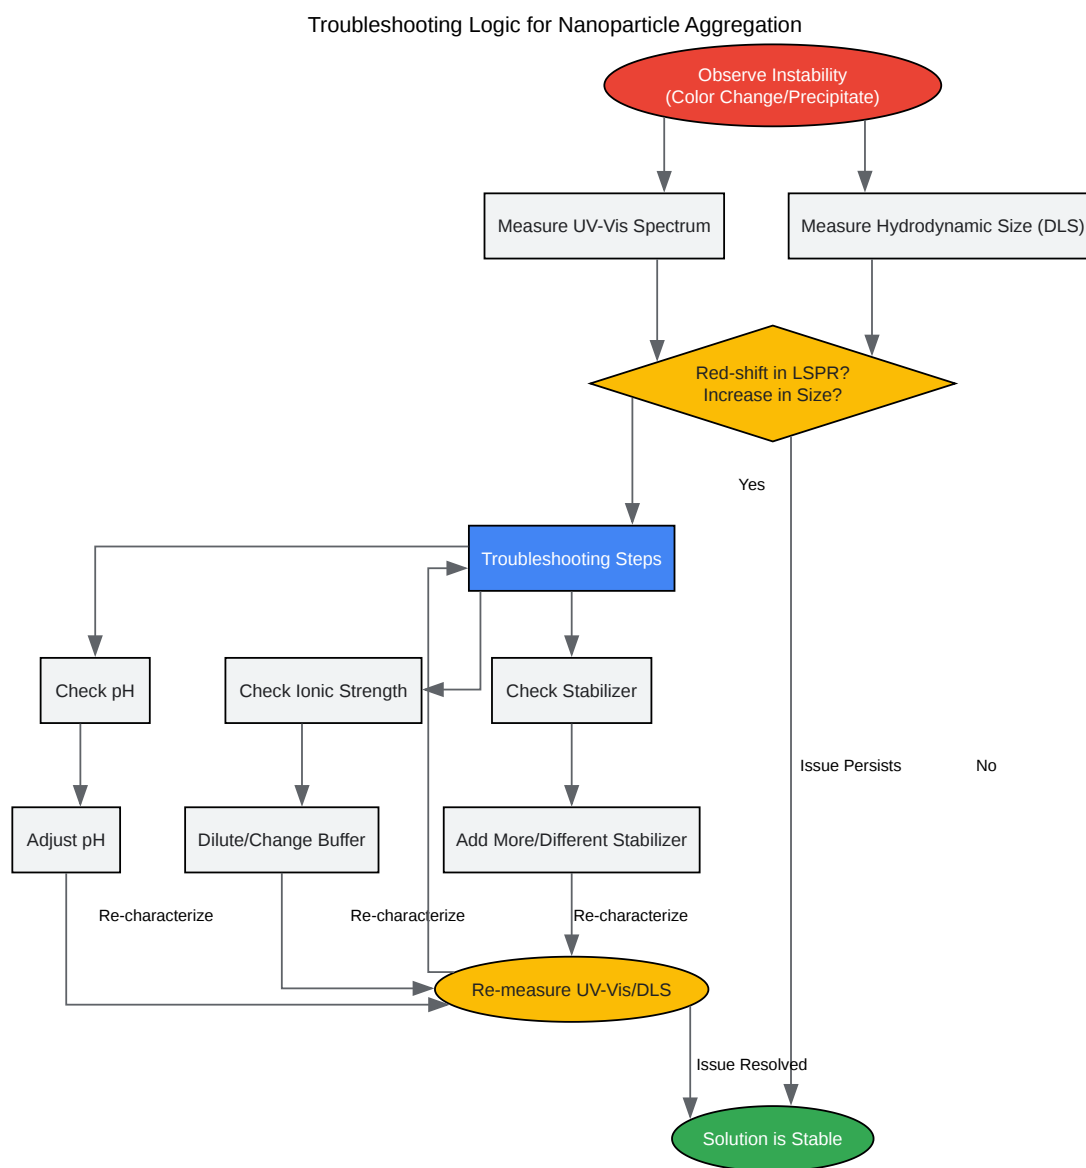 Troubleshooting Logic for Nanoparticle Aggregation
Observe Instability
(Color Change/Precipitate)
Measure UV-Vis Spectrum
Measure Hydrodynamic Size (DLS)
Red-shift in LSPR?
Increase in Size?
Yes
Troubleshooting Steps
Check pH
Check Ionic Strength
Check Stabilizer
Issue Persists
No
Adjust pH
Dilute/Change Buffer
Add More/Different Stabilizer
Re-characterize
Re-characterize
Re-characterize
Re-measure UV-Vis/DLS
Issue Resolved
Solution is Stable